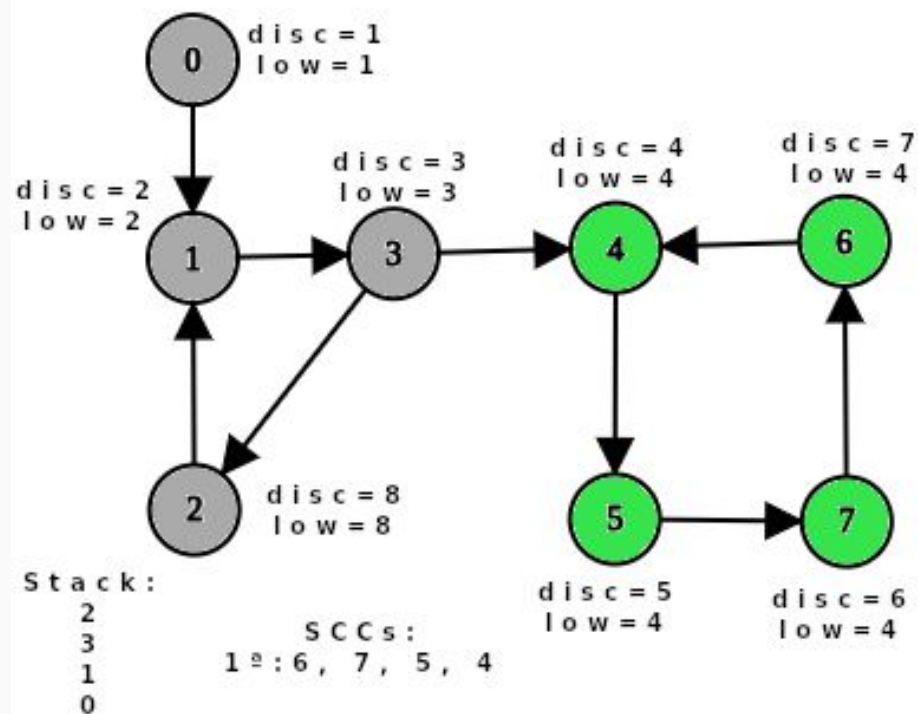 0
disc=1
low=1
disc=2
low=2
1
disc=3
low=3
3
disc=4
low=4
4
disc=7
low=4
6
2
disc=8
low=8
5
disc=5
low=4
7
disc=6
low=4
Stack:
2
3
1
0
SCCs:
1ª:6, 7, 5, 4